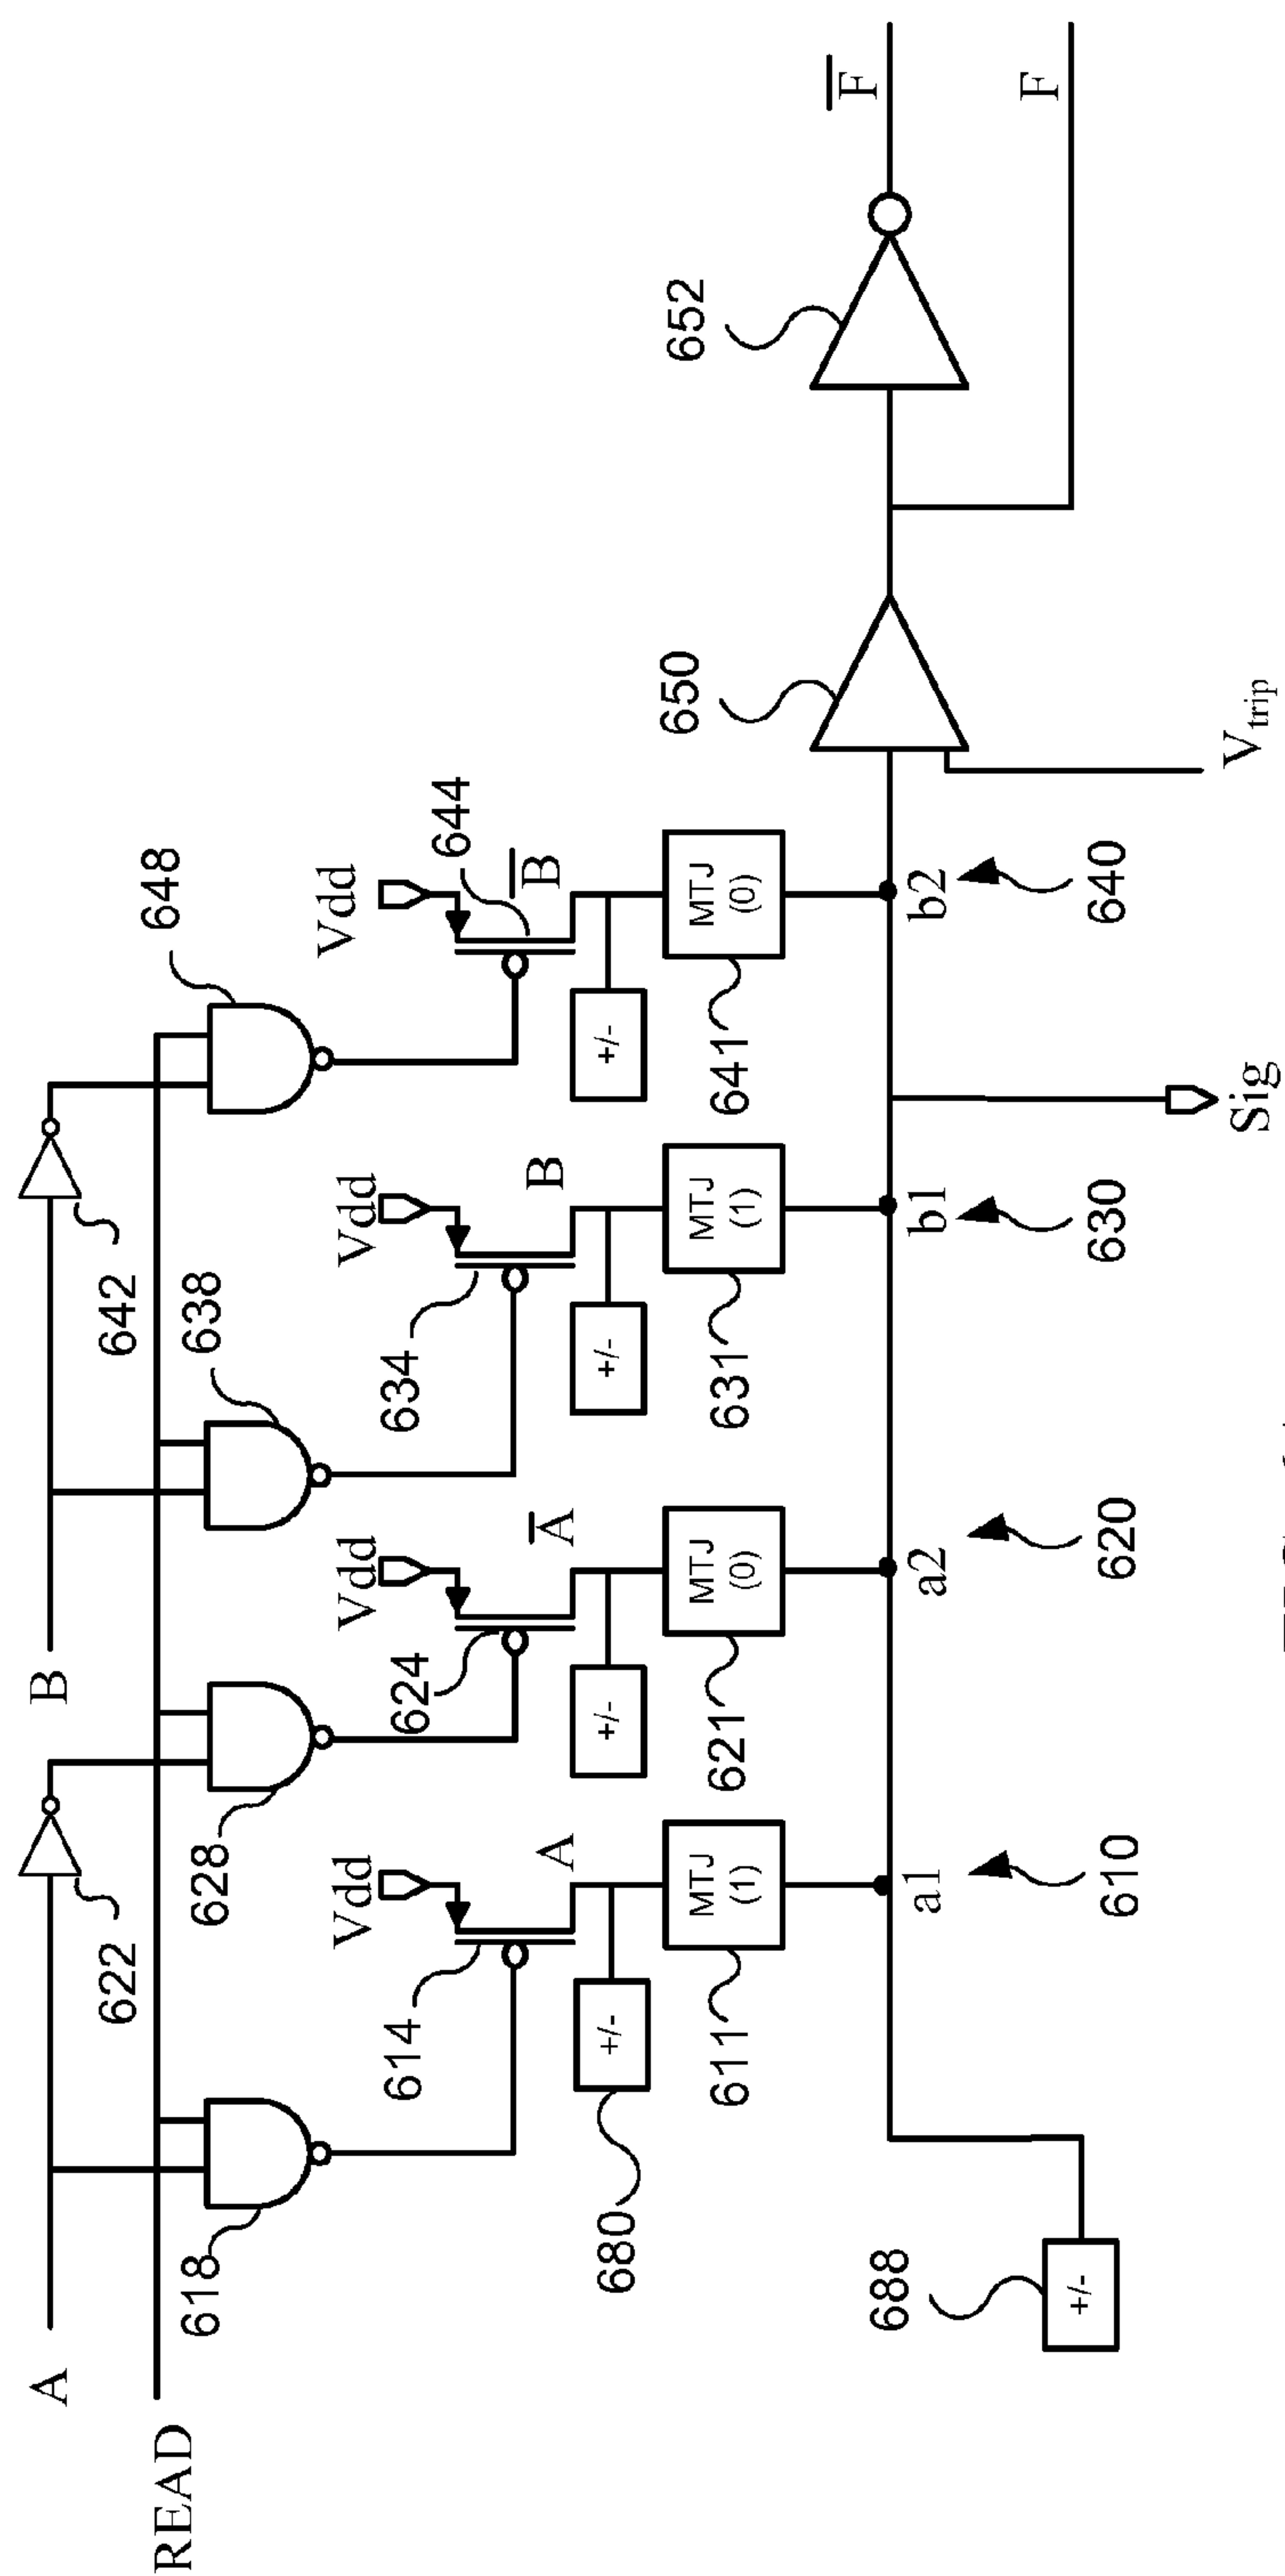 A
B
READ
618
622
628
638
642
648
Vdd
Vdd
Vdd
Vdd
614
A
624
A
634
B
644
B
680
+/-
+/-
+/-
+/-
611
MTJ
(1)
621
MTJ
(0)
631
MTJ
(1)
641
MTJ
(0)
650
652
F
F
688
+/-
a1
a2
b1
b2
610
620
630
640
Sig
Vtrip